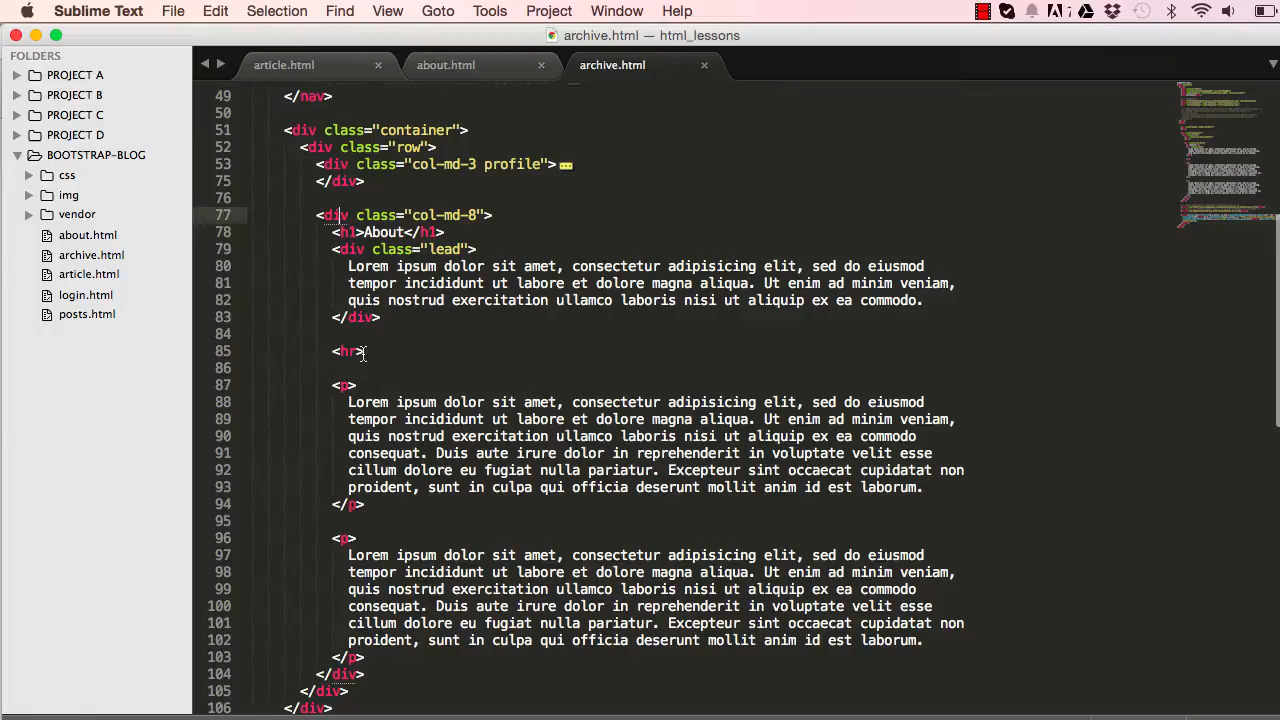 Sublime Text File Edit Selection Find View Goto Tools Project Window Help 7
archive.html — html_lessons
FOLDERS
PROJECT A
PROJECT B
PROJECT C
PROJECT D
BOOTSTRAP-BLOG
css
img
vendor
about.html
archive.html
article.html
login.html
posts.html
article.html × about.html × archive.html ×
49 </nav>
50
51 <div class="container">
52 <div class="row">
53 <div class="col-md-3 profile">
75 </div>
76
77 <div class="col-md-8">
78 <h1>About</h1>
79 <div class="lead">
80 Lorem ipsum dolor sit amet, consectetur adipisicing elit, sed do eiusmod
81 tempor incididunt ut labore et dolore magna aliqua. Ut enim ad minim veniam,
82 quis nostrud exercitation ullamco laboris nisi ut aliquip ex ea commodo.
83 </div>
84
85 <hr>
86
87 <p>
88 Lorem ipsum dolor sit amet, consectetur adipisicing elit, sed do eiusmod
89 tempor incididunt ut labore et dolore magna aliqua. Ut enim ad minim veniam,
90 quis nostrud exercitation ullamco laboris nisi ut aliquip ex ea commodo
91 consequat. Duis aute irure dolor in reprehenderit in voluptate velit esse
92 cillum dolore eu fugiat nulla pariatur. Excepteur sint occaecat cupidatat non
93 proident, sunt in culpa qui officia deserunt mollit anim id est laborum.
94 </p>
95
96 <p>
97 Lorem ipsum dolor sit amet, consectetur adipisicing elit, sed do eiusmod
98 tempor incididunt ut labore et dolore magna aliqua. Ut enim ad minim veniam,
99 quis nostrud exercitation ullamco laboris nisi ut aliquip ex ea commodo
100 consequat. Duis aute irure dolor in reprehenderit in voluptate velit esse
101 cillum dolore eu fugiat nulla pariatur. Excepteur sint occaecat cupidatat non
102 proident, sunt in culpa qui officia deserunt mollit anim id est laborum.
103 </p>
104 </div>
105 </div>
106 </div>